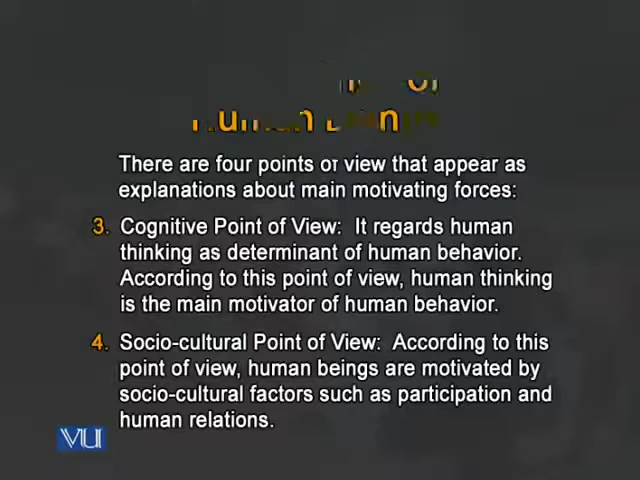 of
Human
There are four points of view that appear as
explanations about main motivating forces:
3. Cognitive Point of View: It regards human
thinking as determinant of human behavior.
According to this point of view, human thinking
is the main motivator of human behavior.
4. Socio-cultural Point of View: According to this
point of view, human beings are motivated by
socio-cultural factors such as participation and
human relations.
VU